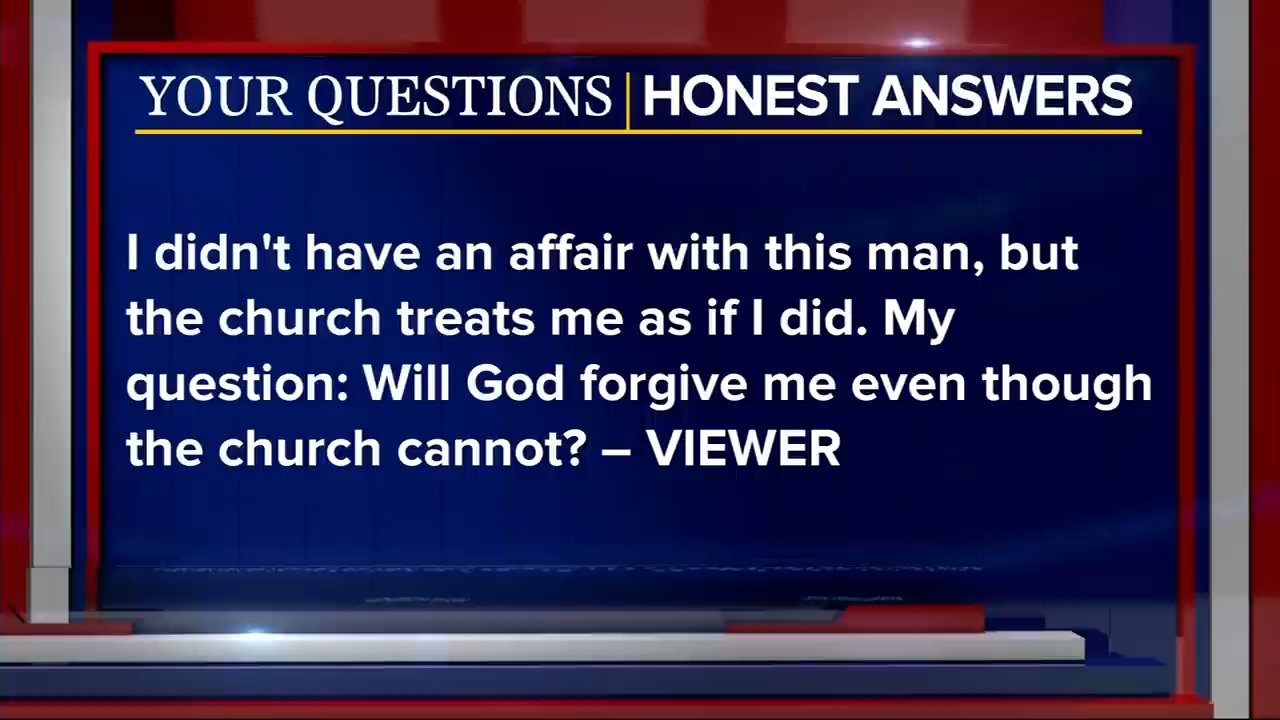 YOUR QUESTIONS | HONEST ANSWERS
I didn't have an affair with this man, but
the church treats me as if I did. My
question: Will God forgive me even though
the church cannot? – VIEWER